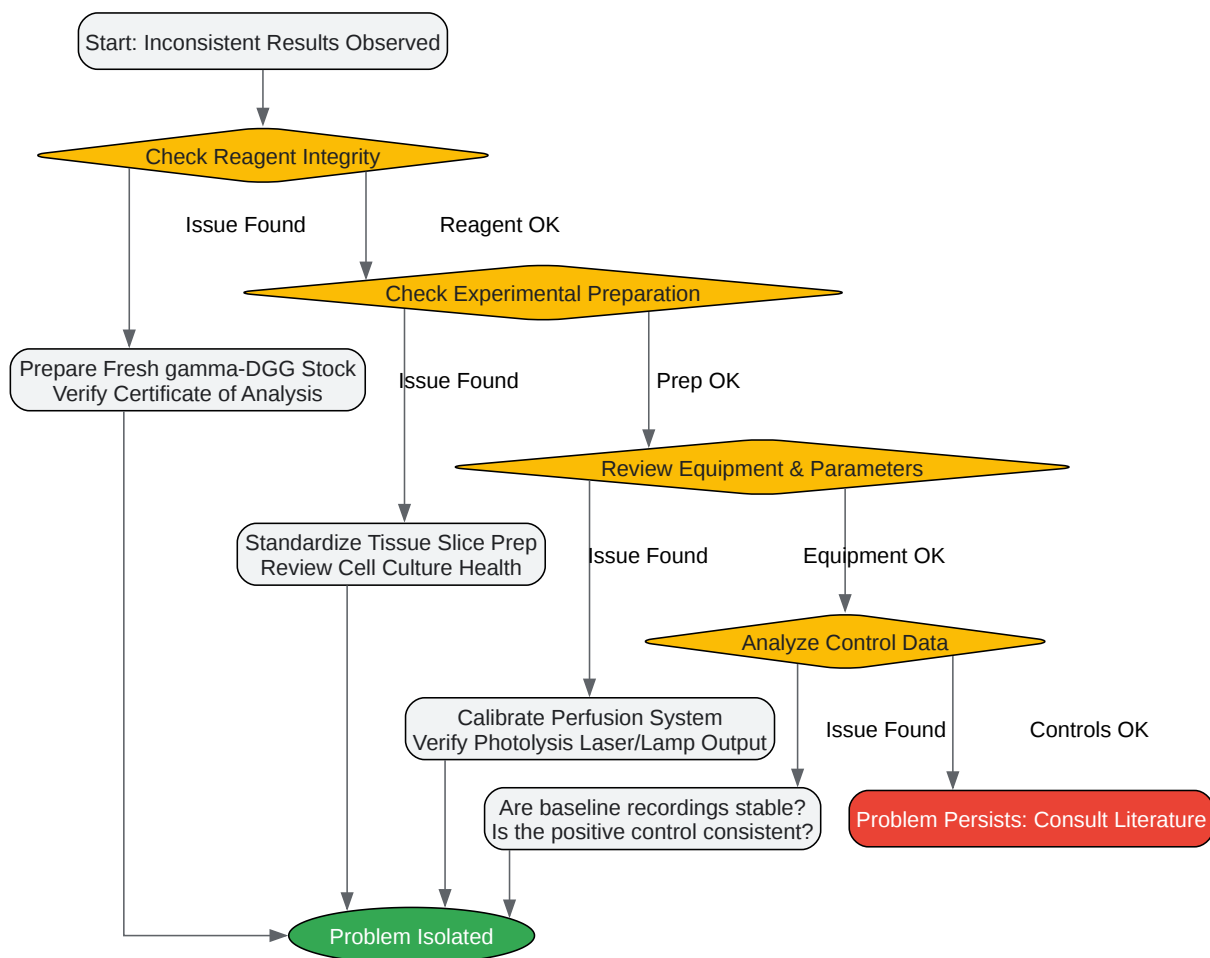 Start: Inconsistent Results Observed
Check Reagent Integrity
Issue Found
Reagent OK
Check Experimental Preparation
Prepare Fresh gamma-DGG Stock
Verify Certificate of Analysis
Issue Found
Prep OK
Review Equipment & Parameters
Standardize Tissue Slice Prep
Review Cell Culture Health
Issue Found
Equipment OK
Analyze Control Data
Calibrate Perfusion System
Verify Photolysis Laser/Lamp Output
Issue Found
Controls OK
Are baseline recordings stable?
Is the positive control consistent?
Problem Persists: Consult Literature
Problem Isolated